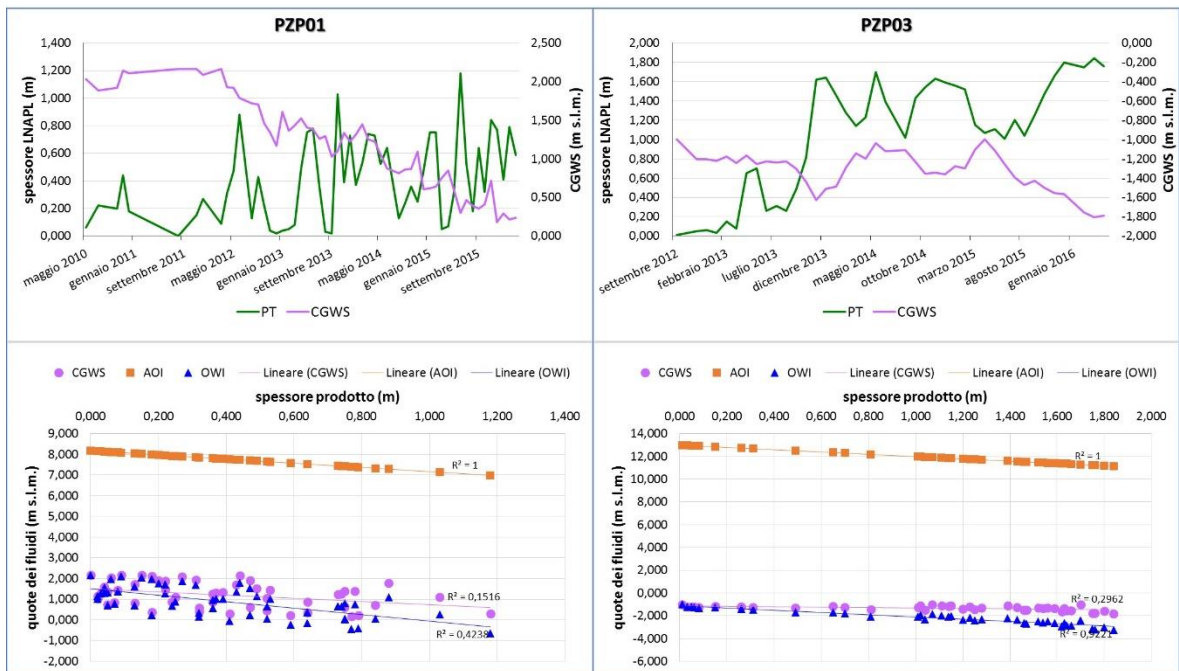 PZP01
spessore LNAPL (m)
1,400
1,200
1,000
0,800
0,600
0,400
0,200
0,000
2,500
2,000
1,500
1,000
0,500
0,000
CGWS (m s.l.m.)
maggio 2010
gennaio 2011
settembre 2011
maggio 2012
gennaio 2013
settembre 2013
maggio 2014
gennaio 2015
settembre 2015
PT CGWS
PZP03
spessore LNAPL (m)
2,000
1,800
1,600
1,400
1,200
1,000
0,800
0,600
0,400
0,200
0,000
0,000
-0,200
-0,400
-0,600
-0,800
-1,000
-1,200
-1,400
-1,600
-1,800
-2,000
CGWS (m s.l.m.)
settembre 2012
febbraio 2013
luglio 2013
dicembre 2013
maggio 2014
ottobre 2014
marzo 2015
agosto 2015
gennaio 2016
PT CGWS
CGWS AOI OWI Lineare (CGWS) Lineare (AOI) Lineare (OWI)
spessore prodotto (m)
0,000 0,200 0,400 0,600 0,800 1,000 1,200 1,400
quote dei fluidi (m s.l.m.)
9,000
8,000
7,000
6,000
5,000
4,000
3,000
2,000
1,000
0,000
-1,000
-2,000
R² = 1
R² = 0,1516
R² = 0,4238
CGWS AOI OWI Lineare (CGWS) Lineare (AOI) Lineare (OWI)
spessore prodotto (m)
0,000 0,200 0,400 0,600 0,800 1,000 1,200 1,400 1,600 1,800 2,000
quote dei fluidi (m s.l.m.)
14,000
12,000
10,000
8,000
6,000
4,000
2,000
0,000
-2,000
-4,000
-6,000
R² = 1
R² = 0,2962
R² = 0,9221